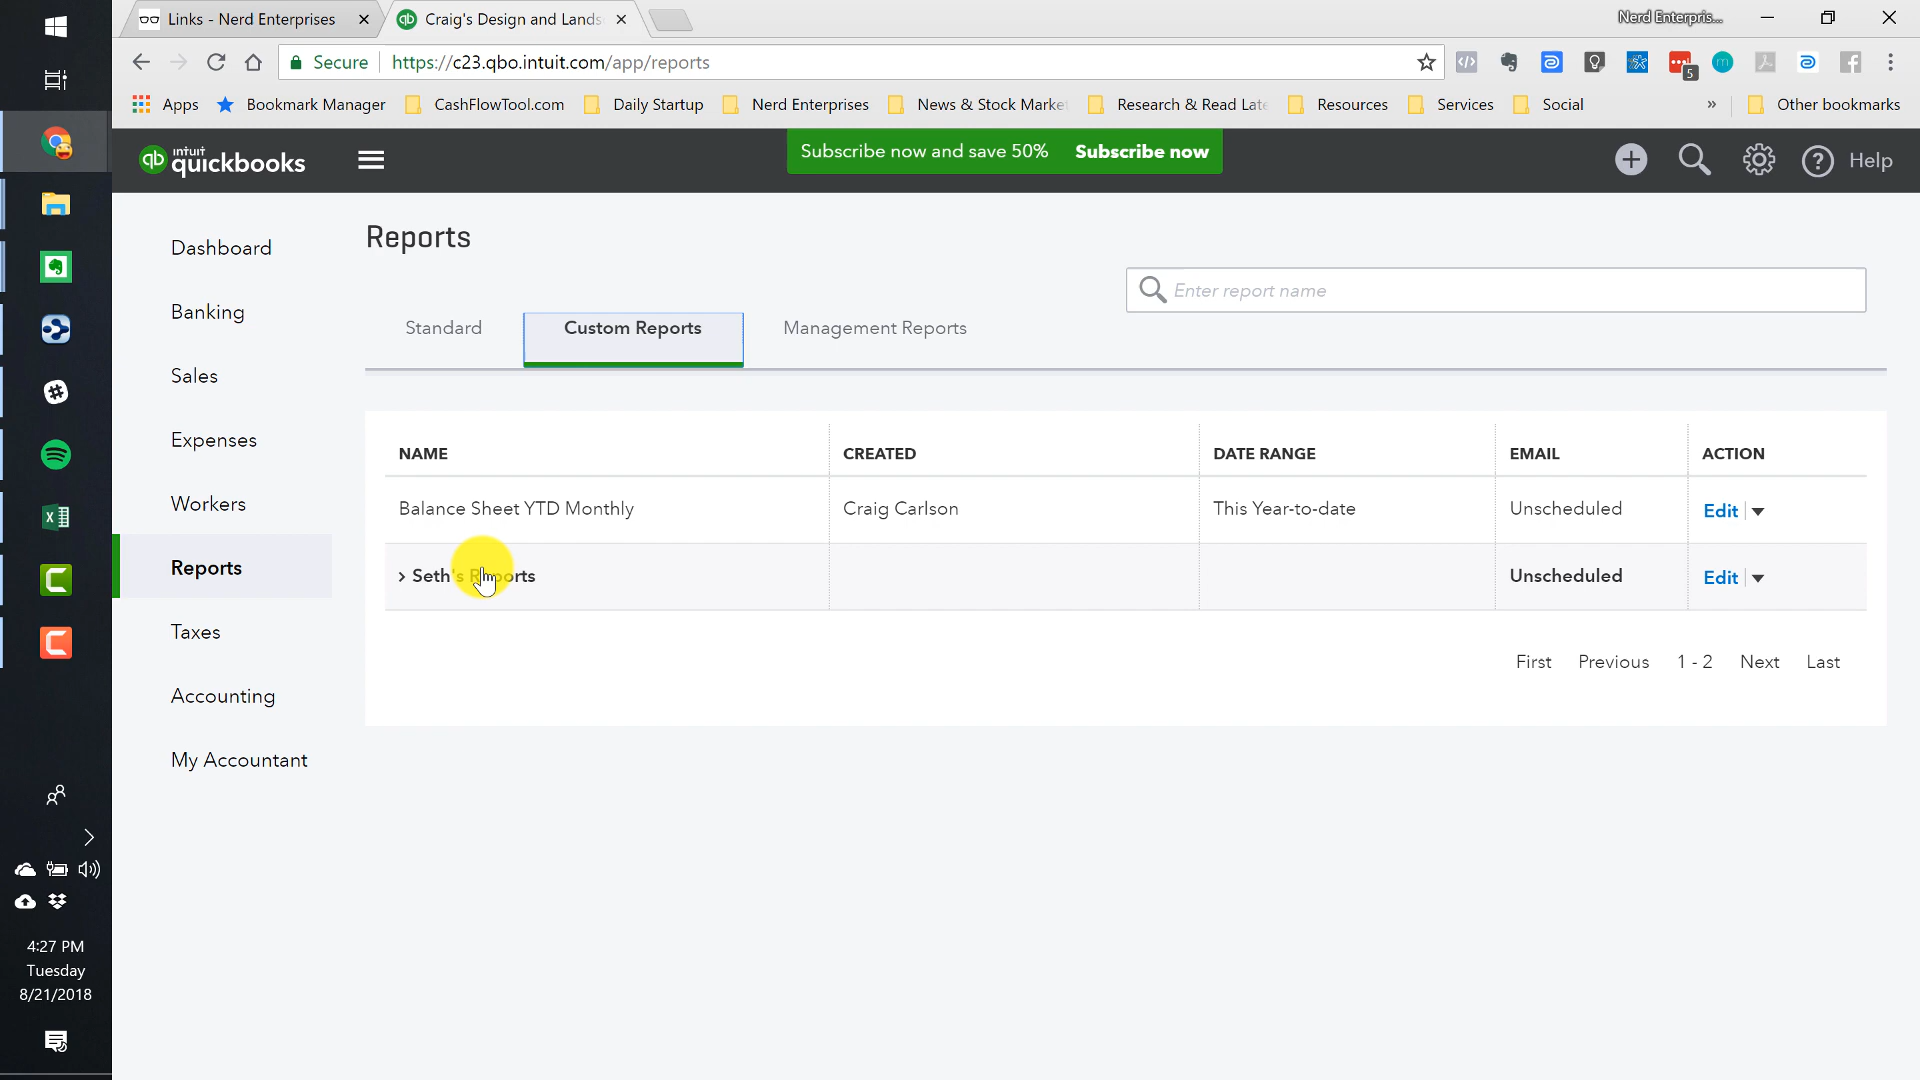 Links - Nerd Enterprises
Craig's Design and Lands
Nerd Enterpris...
Secure
https://c23.qbo.intuit.com/app/reports
5
Apps
Bookmark Manager
CashFlowTool.com
Daily Startup
Nerd Enterprises
News & Stock Marke
Research & Read Late
Resources
Services
Social
»
Other bookmarks
intuit
quickbooks
Subscribe now and save 50% Subscribe now
Help
Dashboard
Banking
Sales
Expenses
Workers
Reports
Taxes
Accounting
My Accountant
Reports
Enter report name
Standard
Custom Reports
Management Reports
NAME CREATED DATE RANGE EMAIL ACTION
Balance Sheet YTD Monthly Craig Carlson This Year-to-date Unscheduled Edit
Seth's Reports Unscheduled Edit
First Previous 1 - 2 Next Last
4:27 PM
Tuesday
8/21/2018